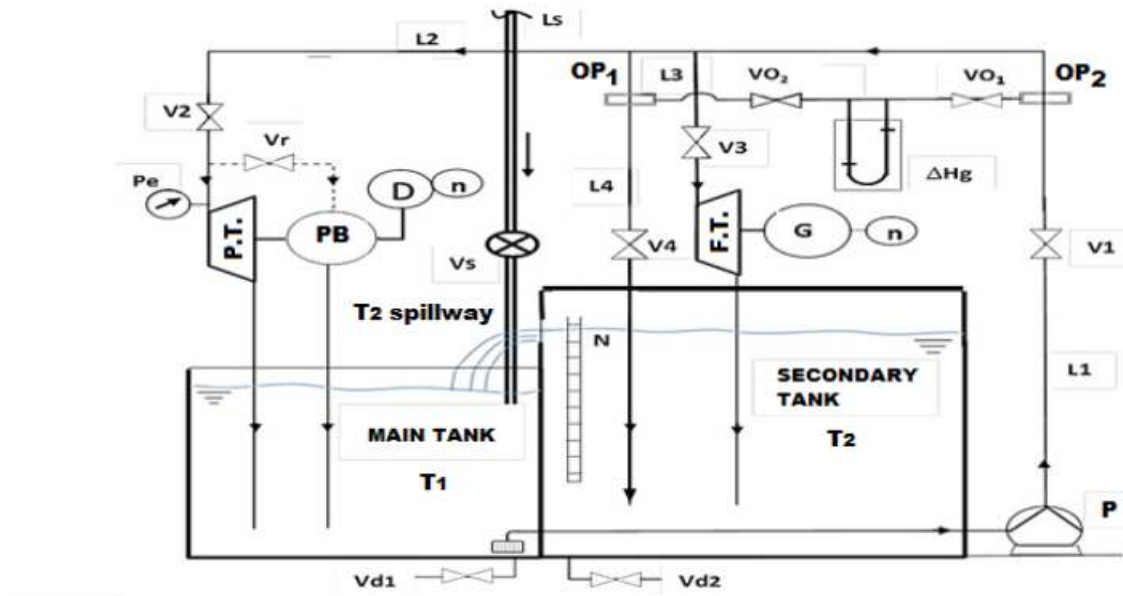 L2
Ls
OP1
L3
VO2
VO1
OP2
V2
Vr
V3
ΔHg
Pe
D
n
L4
P.T.
PB
F.T.
G
n
V4
V1
Vs
T2 spillway
N
L1
SECONDARY
TANK
T2
MAIN TANK
T1
P
Vd1
Vd2